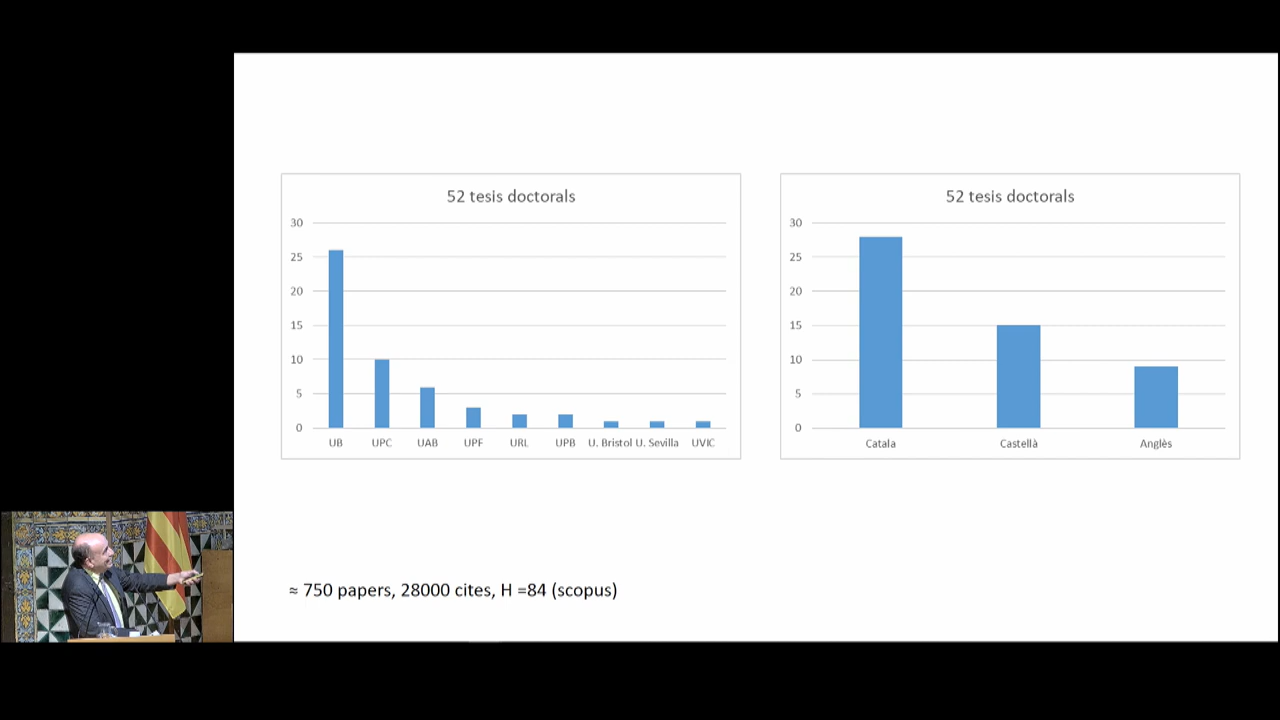 52 tesis doctorals
30
25
20
15
10
5
0
UB UPC UAB UPF URL UPB U. Bristol U. Sevilla UVIC
52 tesis doctorals
30
25
20
15
10
5
0
Catala Castellà Anglès
≈ 750 papers, 28000 cites, H =84 (scopus)